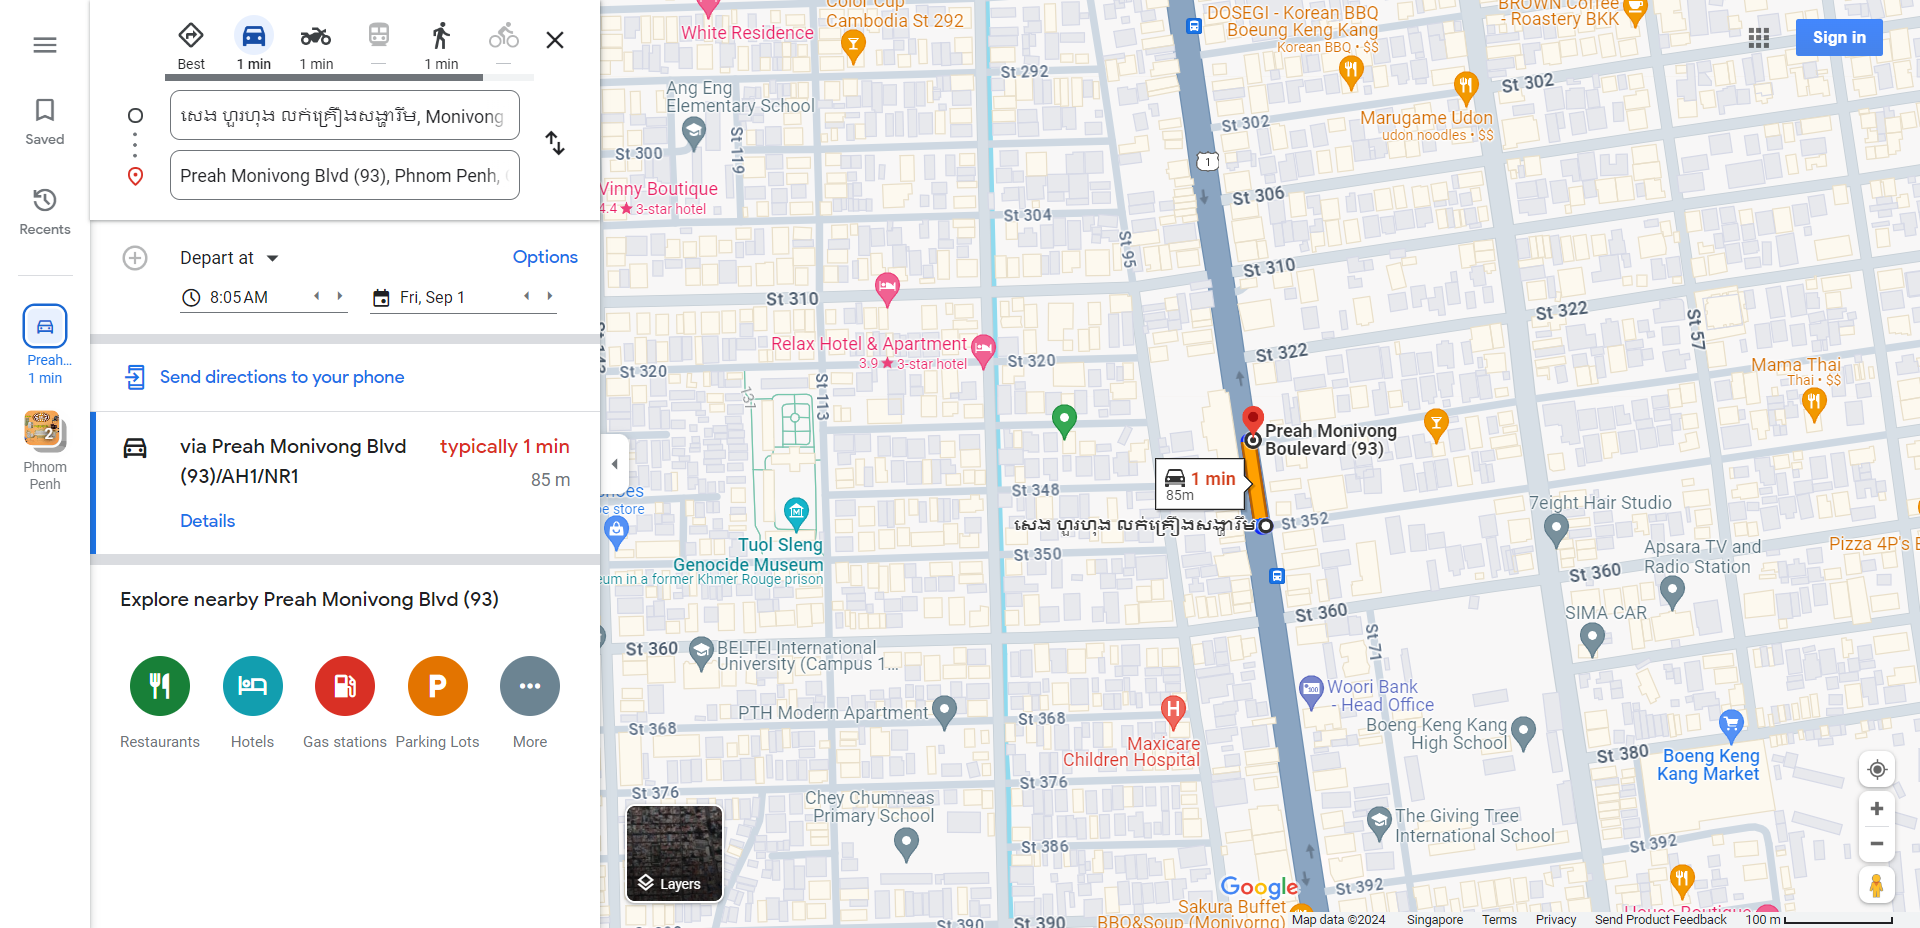 Best
1 min
1 min
1 min
សេង ហួរហុង លក់គ្រឿងសង្ហារឹម, Monivong
Preah Monivong Blvd (93), Phnom Penh,
Saved
Recents
Preah...
1 min
Phnom
Penh
Depart at
Options
8:05 AM
Fri, Sep 1
Send directions to your phone
via Preah Monivong Blvd
(93)/AH1/NR1
typically 1 min
85 m
Details
Explore nearby Preah Monivong Blvd (93)
Restaurants
Hotels
Gas stations
Parking Lots
More
Sign in
White Residence
Color Cup
Cambodia St 292
DOSEGI - Korean BBQ
Boeung Keng Kang
Korean BBQ • $$
BROWN Coffee
- Roastery BKK
St 292
St 302
Ang Eng
Elementary School
St 119
Marugame Udon
udon noodles • $$
St 302
St 300
1
Vinny Boutique
4.4★ 3-star hotel
St 306
St 304
St 95
St 310
St 310
St 322
St 57
Relax Hotel & Apartment
3.9★ 3-star hotel
St 320
St 320
St 322
Mama Thai
Thai • $$
St 113
131
Preah Monivong
Boulevard (93)
1 min
85m
St 348
សេង ហួរហុង លក់គ្រឿងសង្ហារឹម
St 352
7eight Hair Studio
Tuol Sleng
Genocide Museum
um in a former Khmer Rouge prison
St 350
Apsara TV and
Radio Station
Pizza 4P's
St 360
St 360
SIMA CAR
St 71
St 360
BELTEI International
University (Campus 1...
Woori Bank
- Head Office
PTH Modern Apartment
St 368
St 368
H
Maxicare
Children Hospital
Boeng Keng Kang
High School
St 380
Boeng Keng
Kang Market
St 376
St 376
Chey Chumneas
Primary School
The Giving Tree
International School
St 386
St 392
St 392
St 390
St 390
Layers
Google
Sakura Buffet
BBQ&Soup (Monivorng)
Map data ©2024
Singapore
Terms
Privacy
Send Product Feedback
100 m